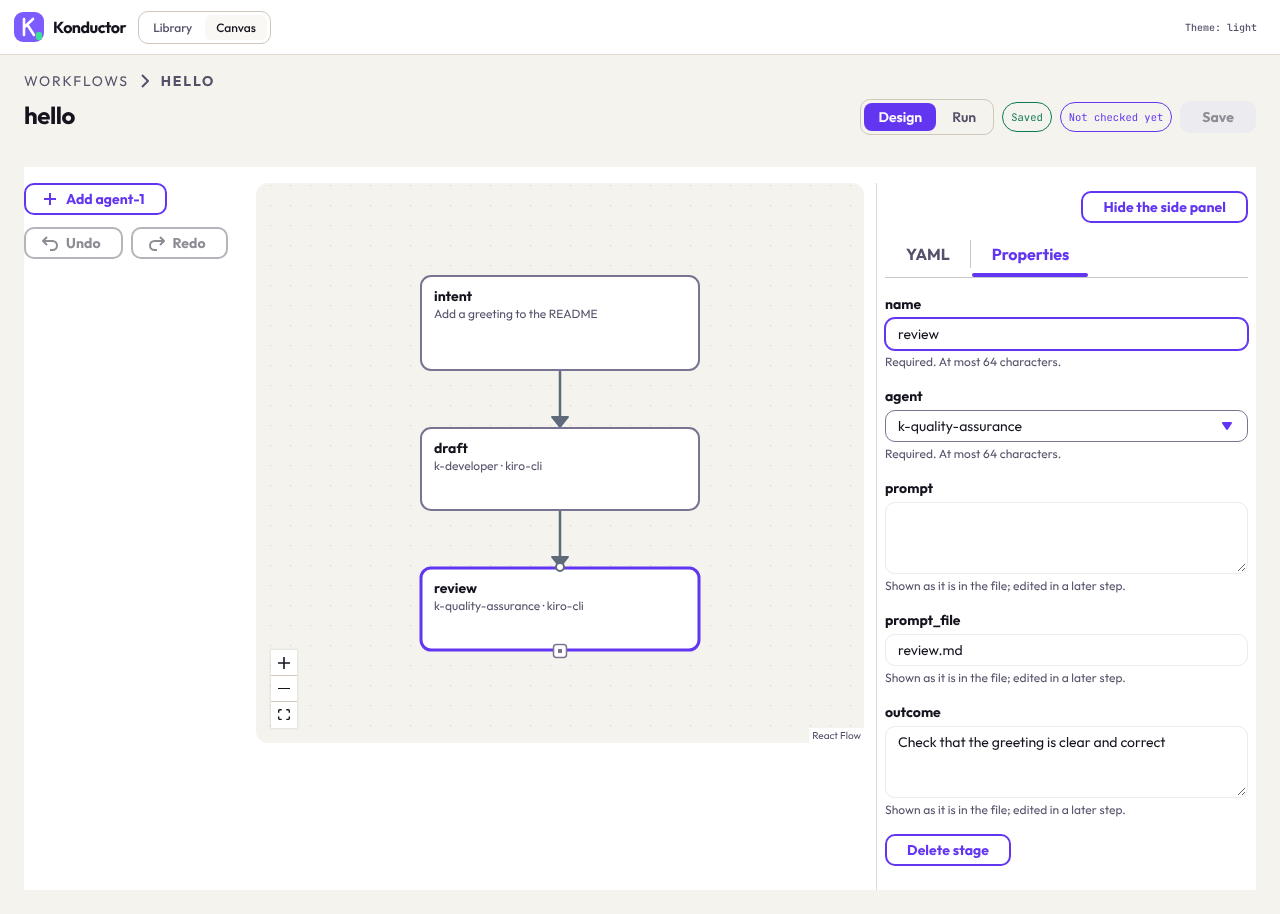 Konductor
Library
Canvas
Theme: light
WORKFLOWS > HELLO
hello
Design
Run
Saved
Not checked yet
Save
Add agent-1
Undo
Redo
intent
Add a greeting to the README
draft
k-developer · kiro-cli
review
k-quality-assurance · kiro-cli
React Flow
Hide the side panel
YAML
Properties
name
review
Required. At most 64 characters.
agent
k-quality-assurance
Required. At most 64 characters.
prompt
Shown as it is in the file; edited in a later step.
prompt_file
review.md
Shown as it is in the file; edited in a later step.
outcome
Check that the greeting is clear and correct
Shown as it is in the file; edited in a later step.
Delete stage